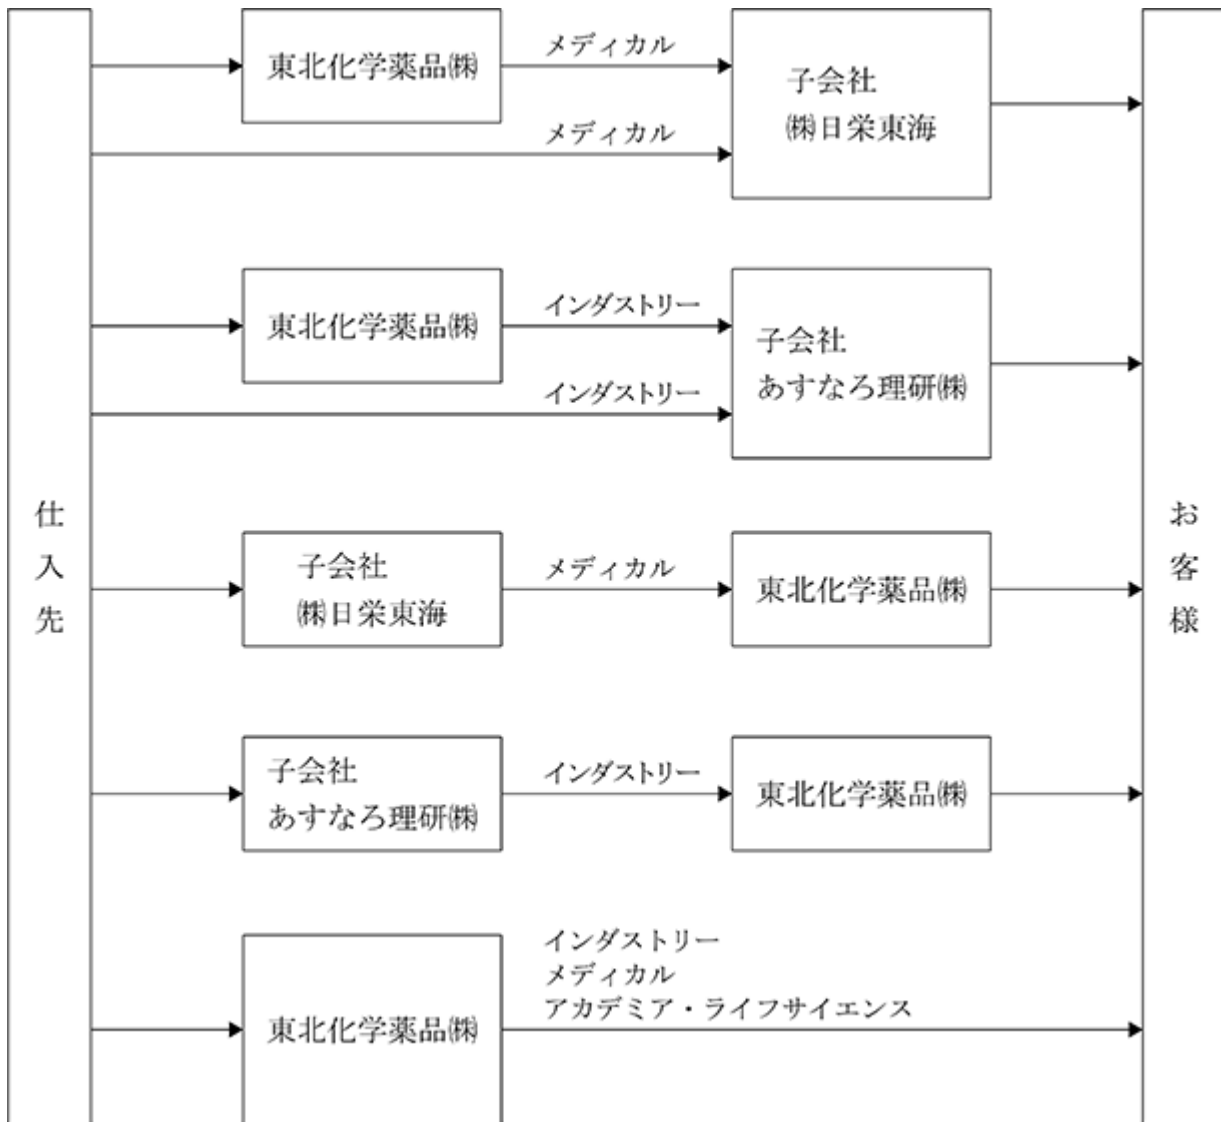 東北化学薬品㈱
メディカル
子会社
㈱日栄東海
メディカル
東北化学薬品㈱
インダストリー
子会社
あすなろ理研㈱
インダストリー
仕入先
お客様
子会社
㈱日栄東海
メディカル
東北化学薬品㈱
子会社
あすなろ理研㈱
インダストリー
東北化学薬品㈱
東北化学薬品㈱
インダストリー
メディカル
アカデミア・ライフサイエンス